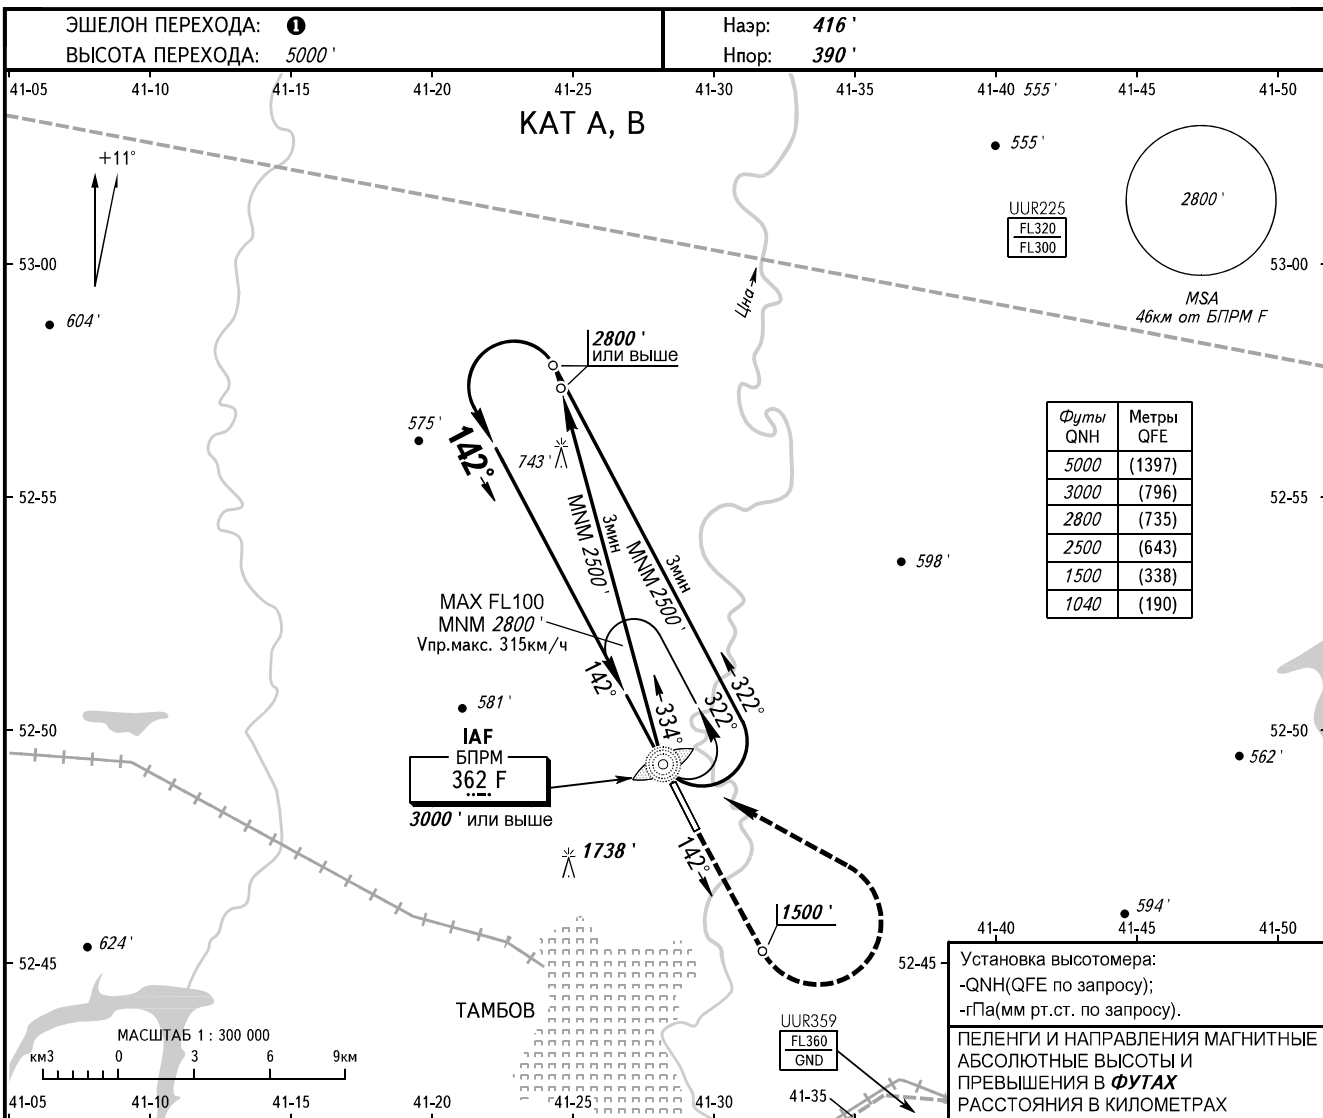 ЭШЕЛОН ПЕРЕХОДА: 1
ВЫСОТА ПЕРЕХОДА: 5000 '
Наэр: 416 '
Нпор: 390 '
41-05 41-10 41-15 41-20 41-25 41-30 41-35 41-40 555' 41-45 41-50
КАТ А, В
+11°
555 '
2800 '
UUR225
FL320
FL300
53-00
53-00
Цна
MSA
46км от БПРМ F
604 '
2800 '
или выше
575 '
142°
743 '
Футы QNH Метры QFE
5000 (1397)
3000 (796)
2800 (735)
2500 (643)
1500 (338)
1040 (190)
52-55
52-55
3мин
MNM 2500 '
3мин
MNM 2500 '
598 '
MAX FL100
MNM 2800 '
Vпр.макс. 315км/ч
142°
334°
322°
322°
581 '
52-50
52-50
IAF
БПРМ
362 F
3000 ' или выше
562 '
1738 '
142°
1500 '
594 '
41-40 41-45 41-50
624 '
52-45
52-45
ТАМБОВ
Установка высотомера:
-QNH(QFE по запросу);
-гПа(мм рт.ст. по запросу).
UUR359
FL360
GND
ПЕЛЕНГИ И НАПРАВЛЕНИЯ МАГНИТНЫЕ
АБСОЛЮТНЫЕ ВЫСОТЫ И
ПРЕВЫШЕНИЯ В ФУТАХ
РАССТОЯНИЯ В КИЛОМЕТРАХ
МАСШТАБ 1 : 300 000
км3 0 3 6 9км
41-35
41-05 41-10 41-15 41-20 41-25 41-30